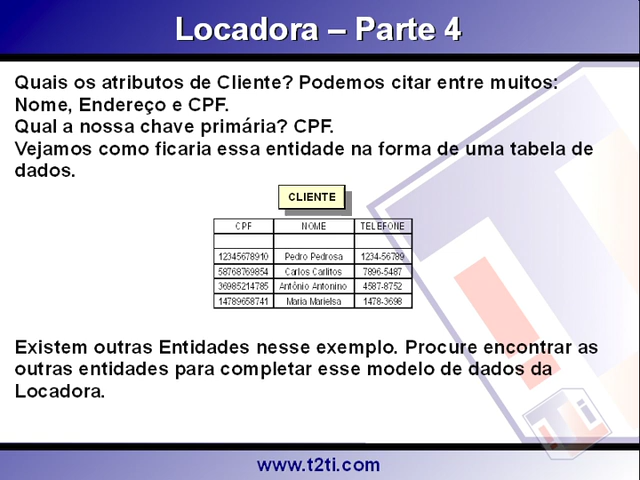 Locadora – Parte 4
Quais os atributos de Cliente? Podemos citar entre muitos:
Nome, Endereço e CPF.
Qual a nossa chave primária? CPF.
Vejamos como ficaria essa entidade na forma de uma tabela de
dados.
CLIENTE
CPF NOME TELEFONE
12345678910 Pedro Pedrosa 1234-56789
58768769854 Carlos Carlitos 7896-5487
36985214785 Antônio Antonino 4587-8752
14789658741 Maria Marielsa 1478-3698
Existem outras Entidades nesse exemplo. Procure encontrar as
outras entidades para completar esse modelo de dados da
Locadora.
www.t2ti.com